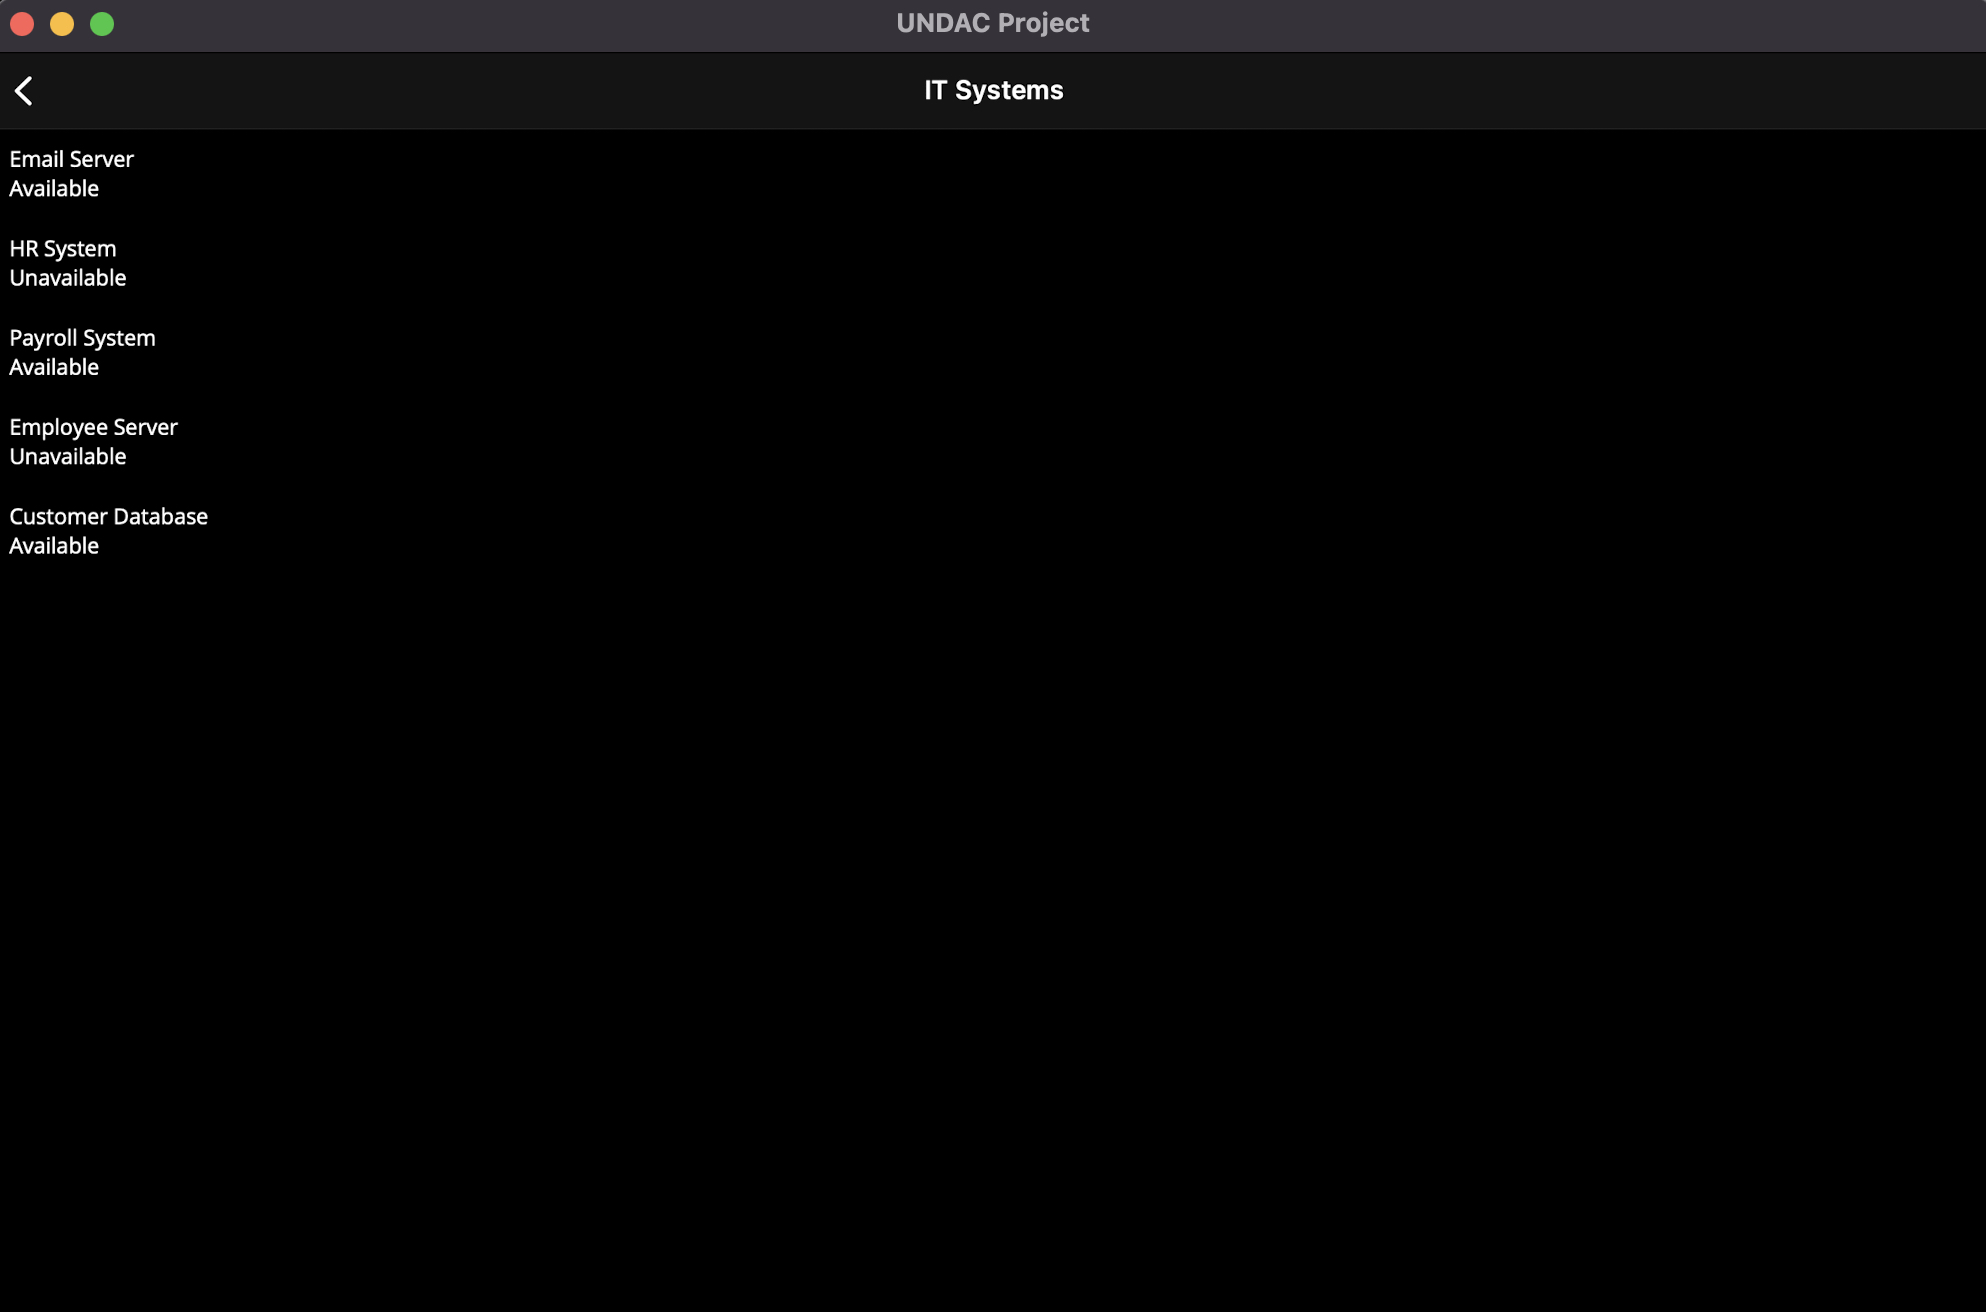 UNDAC Project
IT Systems
Email Server
Available
HR System
Unavailable
Payroll System
Available
Employee Server
Unavailable
Customer Database
Available